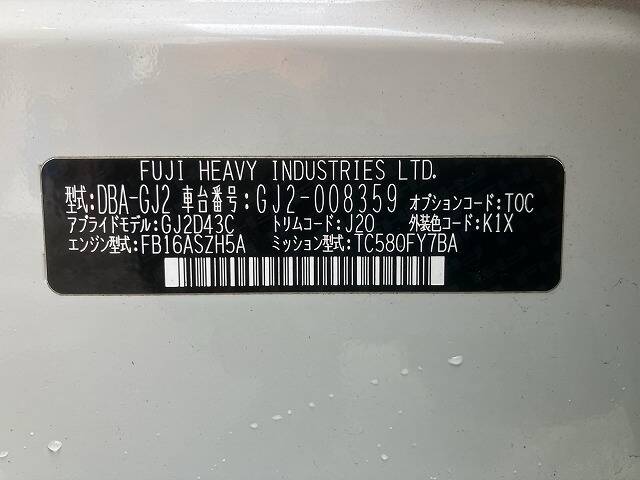 FUJI HEAVY INDUSTRIES LTD.
型式:DBA-GJ2 車台番号:GJ2-008359 オプションコード:TOC
アプライドモデル:GJ2D43C トリムコード:J20 外装色コード:K1X
エンジン型式:FB16ASZH5A ミッション型式:TC580FY7BA